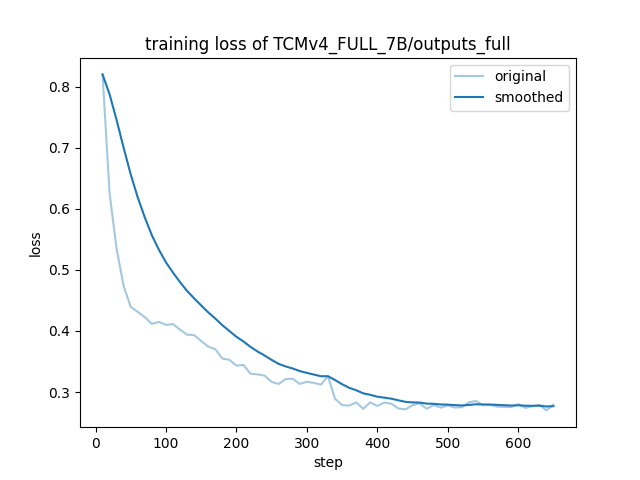 training loss of TCMv4_FULL_7B/outputs_full
original
smoothed
0.8
0.7
0.6
0.5
0.4
0.3
loss
0 100 200 300 400 500 600
step